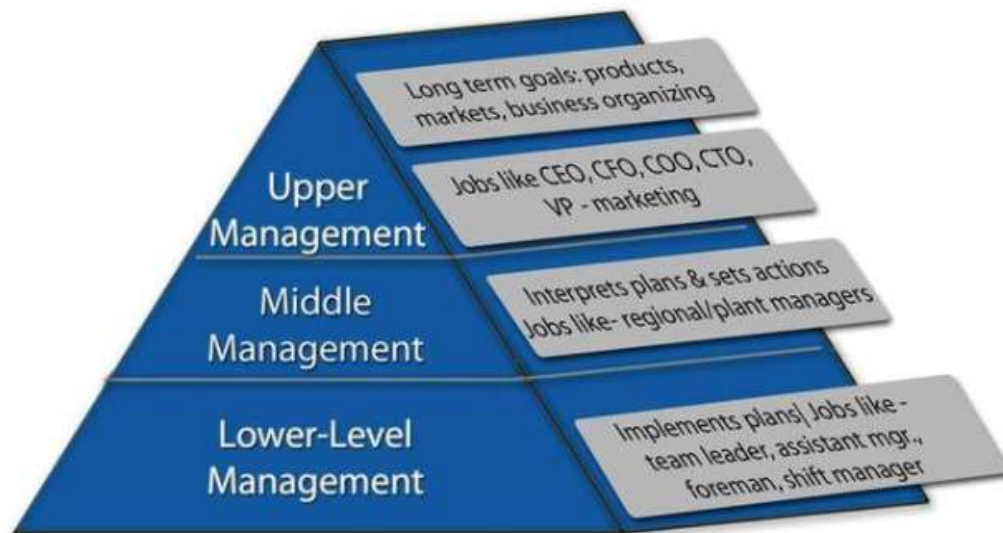 Long term goals: products,
markets, business organizing
Jobs like CEO, CFO, COO, CTO,
VP - marketing
Upper
Management
Interprets plans & sets actions
Jobs like- regional/plant managers
Middle
Management
Implements plans| Jobs like -
team leader, assistant mgr.,
foreman, shift manager
Lower-Level
Management